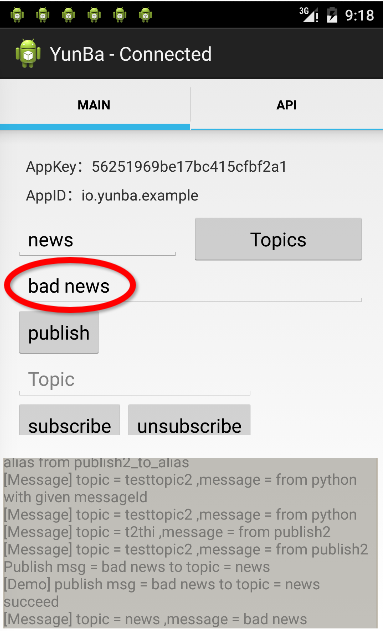 3G 9:18
YunBa - Connected
MAIN API
AppKey：56251969be17bc415cfbf2a1
AppID：io.yunba.example
news Topics
bad news
publish
Topic
subscribe unsubscribe
alias from publish2_to_alias
[Message] topic = testtopic2 ,message = from python
with given messageId
[Message] topic = testtopic2 ,message = from python
[Message] topic = t2thi ,message = from publish2
[Message] topic = testtopic2 ,message = from publish2
Publish msg = bad news to topic = news
[Demo] publish msg = bad news to topic = news
succeed
[Message] topic = news ,message = bad news